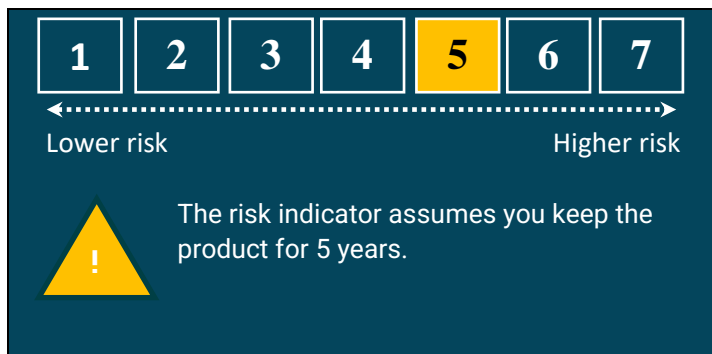 1 2 3 4 5 6 7
Lower risk Higher risk
The risk indicator assumes you keep the
product for 5 years.
!